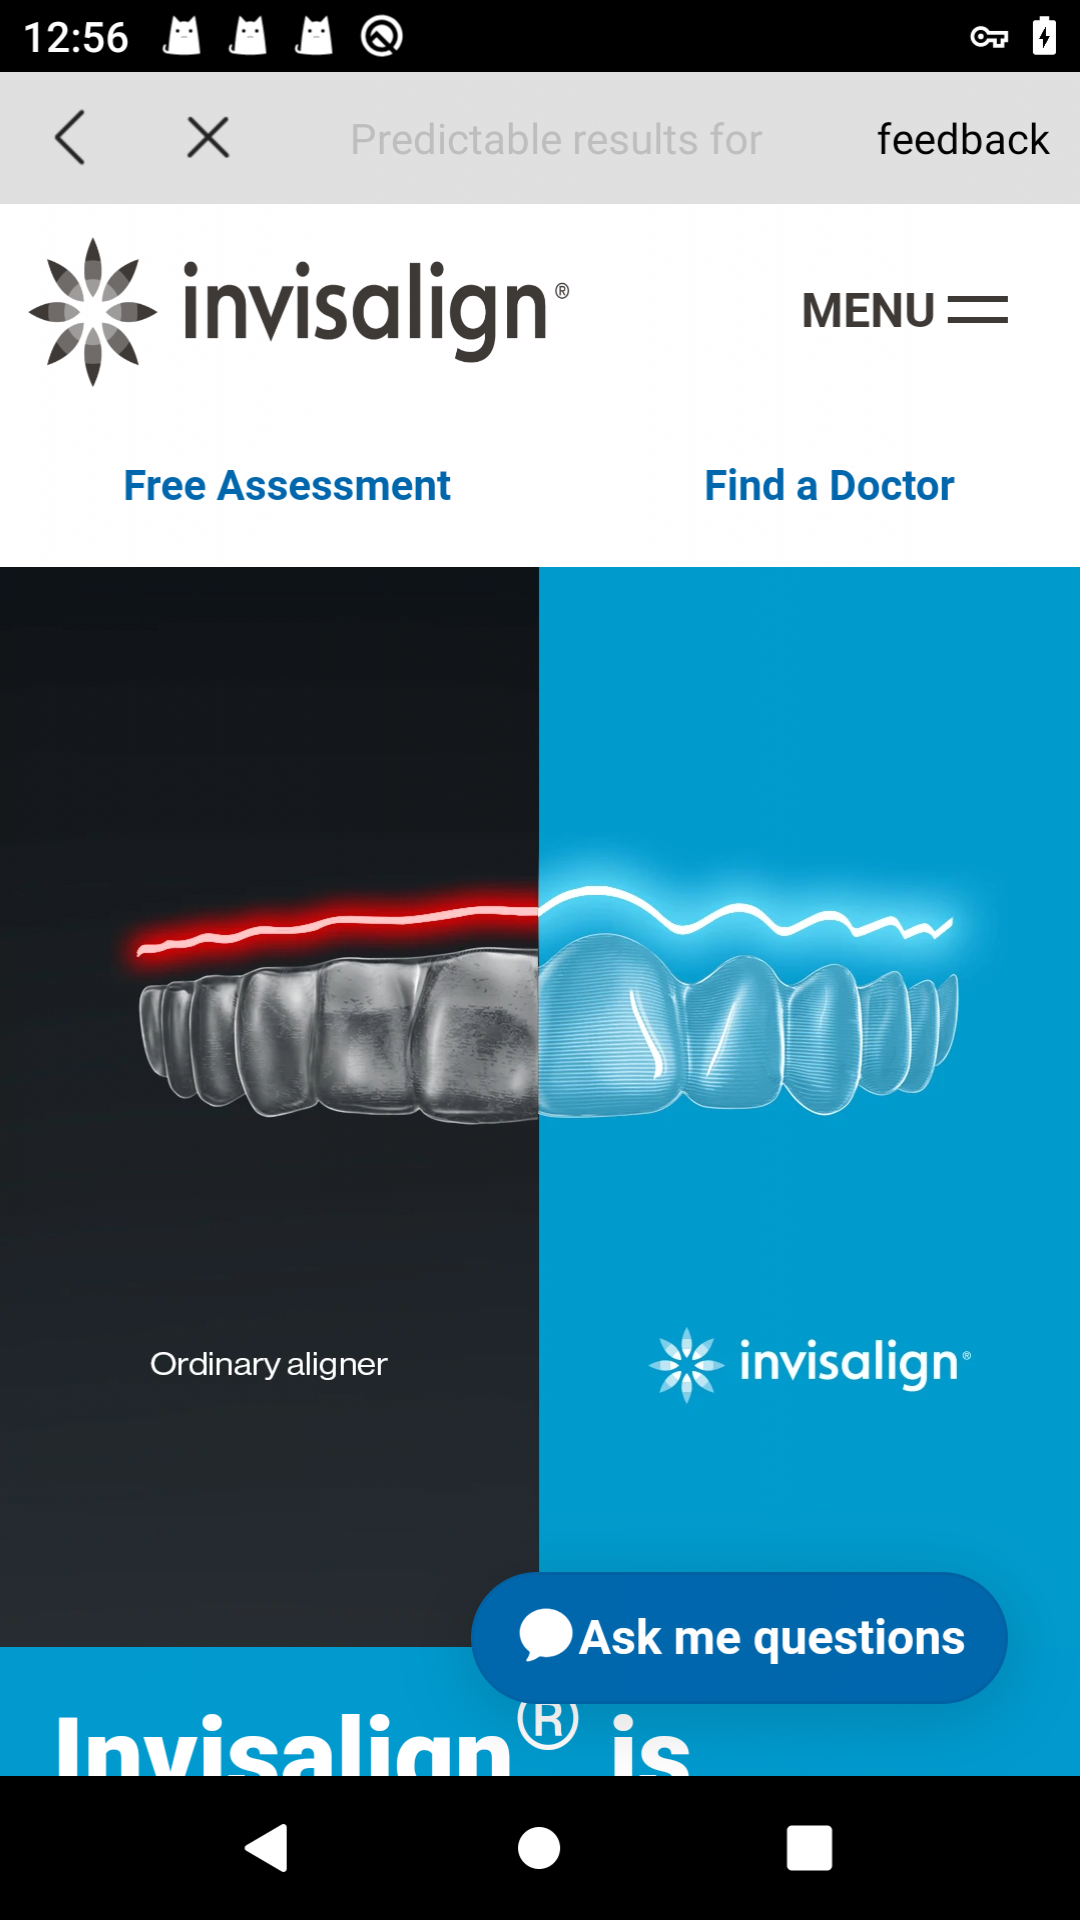 12:56
Predictable results for
feedback
invisalign®
MENU
Free Assessment
Find a Doctor
Ordinary aligner
invisalign®
Ask me questions
Invisalign® is